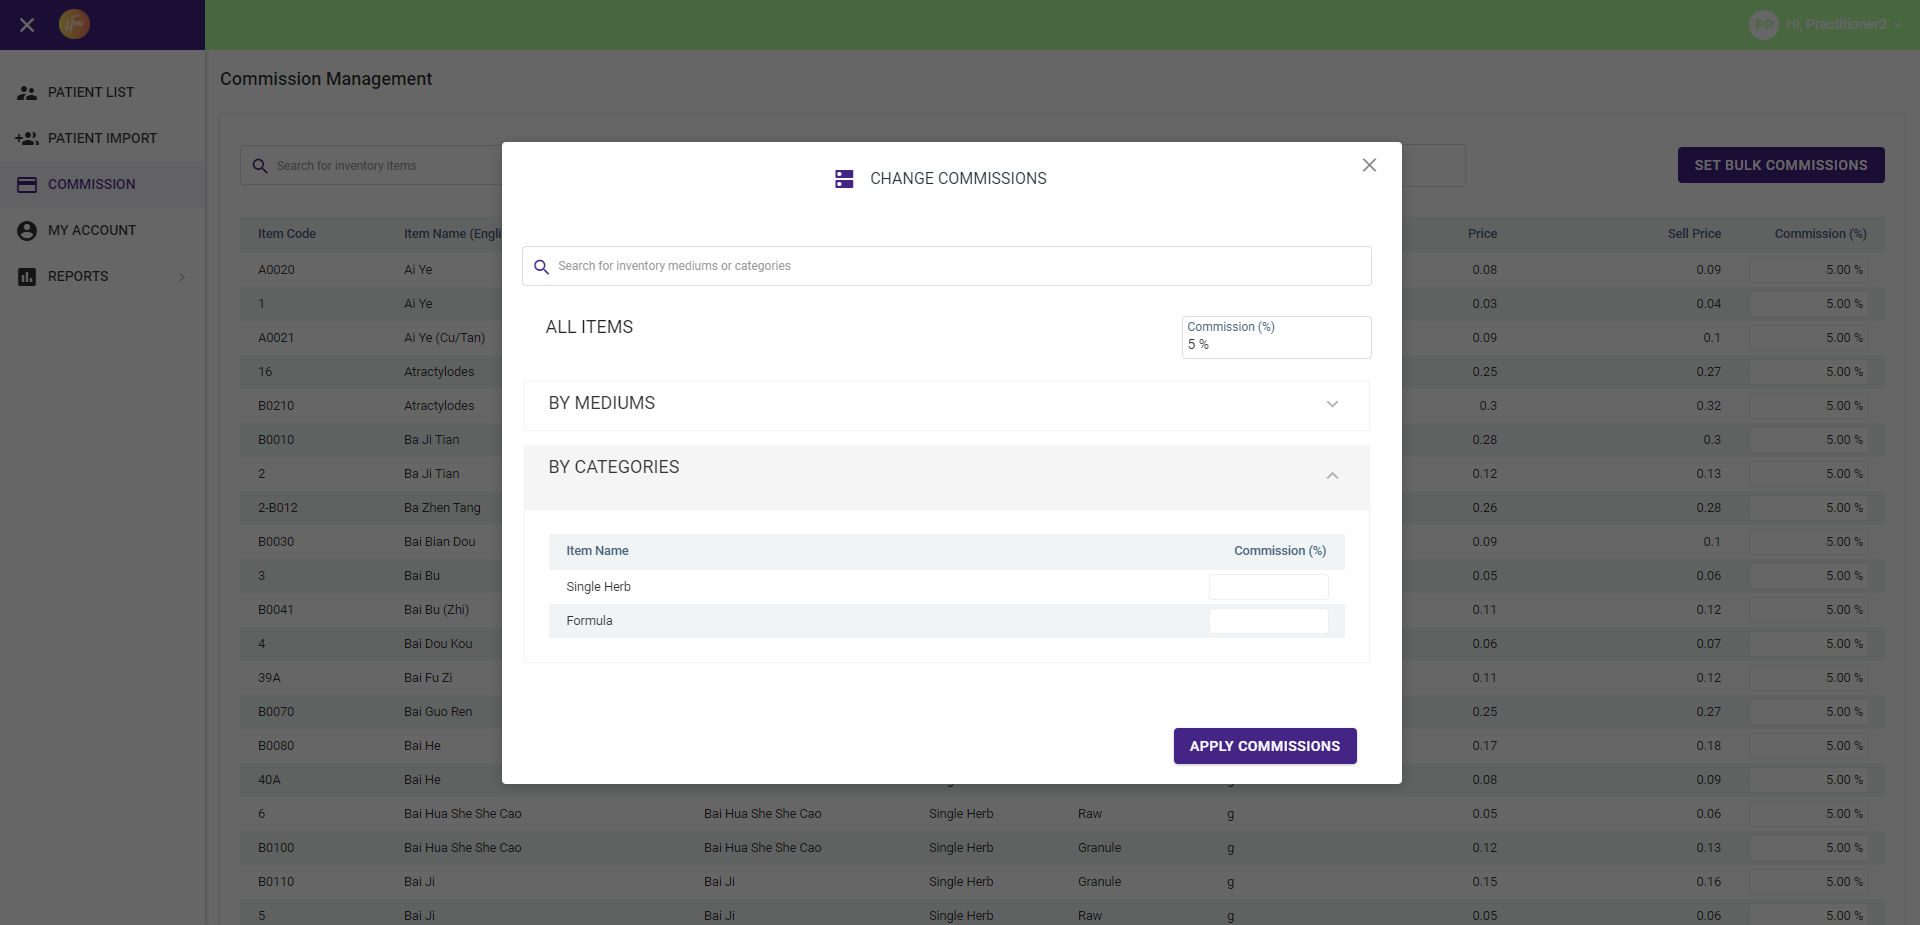 PP Hi, Practitioner2
PATIENT LIST
PATIENT IMPORT
COMMISSION
MY ACCOUNT
REPORTS
Commission Management
Search for inventory items
SET BULK COMMISSIONS
Item Code Item Name (Engli Price Sell Price Commission (%)
A0020 Ai Ye 0.08 0.09 5.00 %
1 Ai Ye 0.03 0.04 5.00 %
A0021 Ai Ye (Cu/Tan) 0.09 0.1 5.00 %
16 Atractylodes 0.25 0.27 5.00 %
B0210 Atractylodes 0.3 0.32 5.00 %
B0010 Ba Ji Tian 0.28 0.3 5.00 %
2 Ba Ji Tian 0.12 0.13 5.00 %
2-B012 Ba Zhen Tang 0.26 0.28 5.00 %
B0030 Bai Bian Dou 0.09 0.1 5.00 %
3 Bai Bu 0.05 0.06 5.00 %
B0041 Bai Bu (Zhi) 0.11 0.12 5.00 %
4 Bai Dou Kou 0.06 0.07 5.00 %
39A Bai Fu Zi 0.11 0.12 5.00 %
B0070 Bai Guo Ren 0.25 0.27 5.00 %
B0080 Bai He 0.17 0.18 5.00 %
40A Bai He 0.08 0.09 5.00 %
6 Bai Hua She She Cao Bai Hua She She Cao Single Herb Raw g 0.05 0.06 5.00 %
B0100 Bai Hua She She Cao Bai Hua She She Cao Single Herb Granule g 0.12 0.13 5.00 %
B0110 Bai Ji Bai Ji Single Herb Granule g 0.15 0.16 5.00 %
5 Bai Ji Bai Ji Single Herb Raw g 0.05 0.06 5.00 %
CHANGE COMMISSIONS
Search for inventory mediums or categories
ALL ITEMS
Commission (%)
5 %
BY MEDIUMS
BY CATEGORIES
Item Name Commission (%)
Single Herb
Formula
APPLY COMMISSIONS